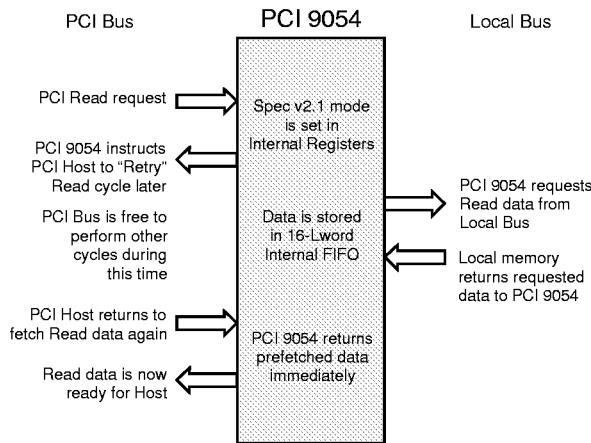 PCI Bus
PCI 9054
Local Bus
PCI Read request
Spec v2.1 mode
is set in
Internal Registers
PCI 9054 instructs
PCI Host to “Retry”
Read cycle later
PCI 9054 requests
Read data from
Local Bus
PCI Bus is free to
perform other
cycles during
this time
Data is stored
in 16-Lword
Internal FIFO
Local memory
returns requested
data to PCI 9054
PCI Host returns to
fetch Read data again
PCI 9054 returns
prefetched data
immediately
Read data is now
ready for Host